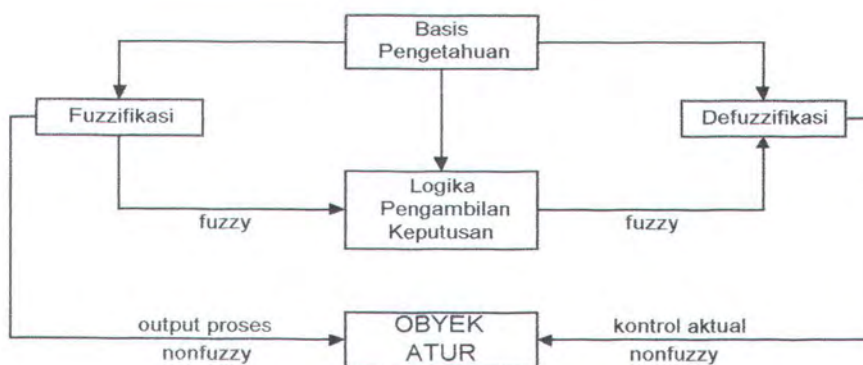 Basis
Pengetahuan
Fuzzifikasi
Defuzzifikasi
Logika
Pengambilan
Keputusan
fuzzy
fuzzy
output proses
nonfuzzy
OBYEK
ATUR
kontrol aktual
nonfuzzy